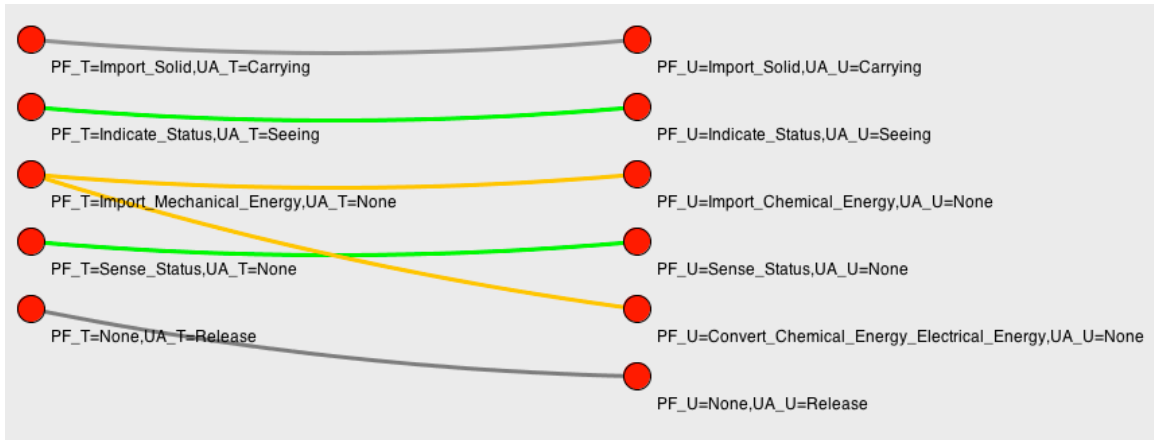 PF_T=Import_Solid,UA_T=Carrying
PF_U=Import_Solid,UA_U=Carrying
PF_T=Indicate_Status,UA_T=Seeing
PF_U=Indicate_Status,UA_U=Seeing
PF_T=Import_Mechanical_Energy,UA_T=None
PF_U=Import_Chemical_Energy,UA_U=None
PF_T=Sense_Status,UA_T=None
PF_U=Sense_Status,UA_U=None
PF_T=None,UA_T=Release
PF_U=Convert_Chemical_Energy_Electrical_Energy,UA_U=None
PF_U=None,UA_U=Release